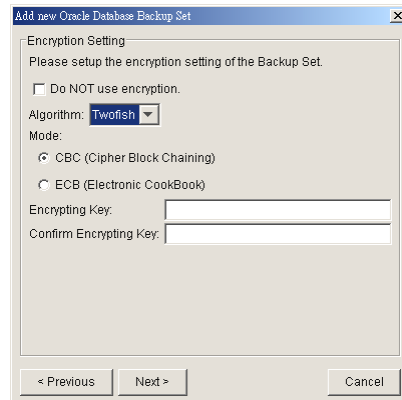 Add new Oracle Database Backup Set
Encryption Setting
Please setup the encryption setting of the Backup Set.
Do NOT use encryption.
Algorithm: Twofish
Mode:
CBC (Cipher Block Chaining)
ECB (Electronic CookBook)
Encrypting Key:
Confirm Encrypting Key:
< Previous Next > Cancel